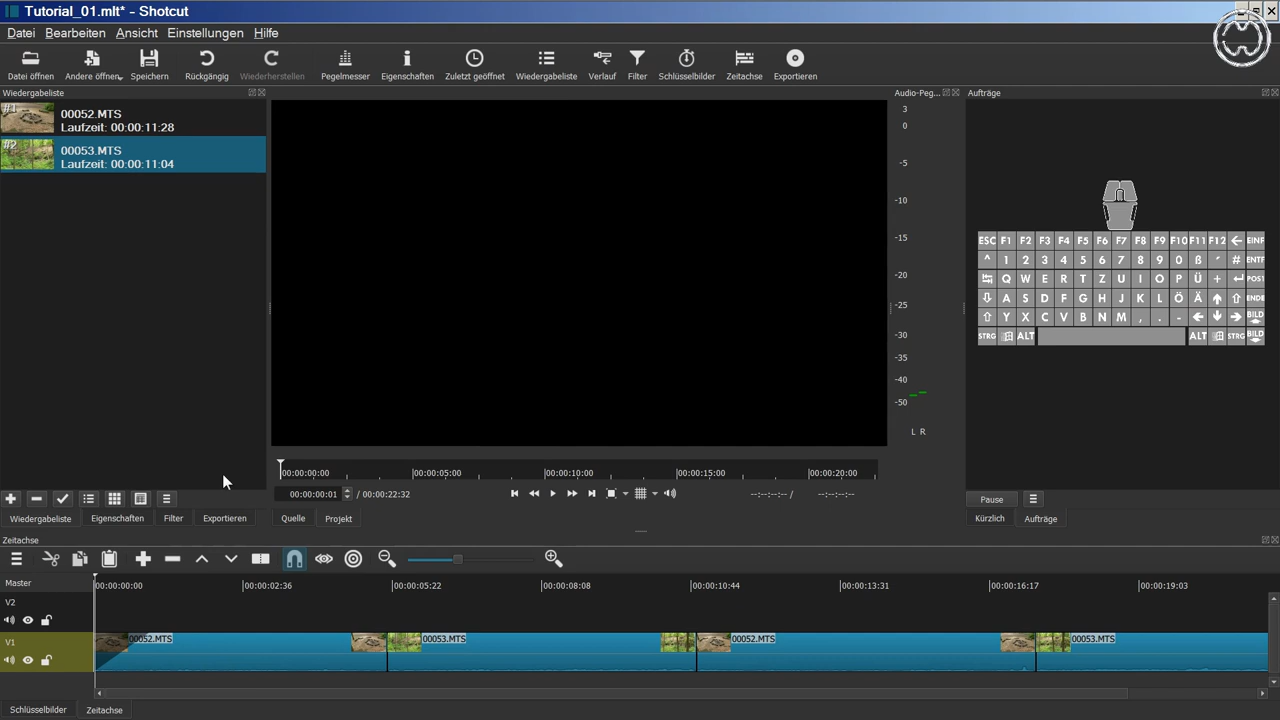 Tutorial_01.mlt* - Shotcut
Datei Bearbeiten Ansicht Einstellungen Hilfe
Datei öffnen Andere öffnen Speichern Rückgängig Wiederherstellen Pegelmesser Eigenschaften Zuletzt geöffnet Wiedergabeliste Verlauf Filter Schlüsselbilder Zeitachse Exportieren
Wiedergabeliste
#1
00052.MTS
Laufzeit: 00:00:11:28
#2
00053.MTS
Laufzeit: 00:00:11:04
Audio-Peg...
3
0
-5
-10
-15
-20
-25
-30
-35
-40
-50
L R
Aufträge
ESC F1 F2 F3 F4 F5 F6 F7 F8 F9 F10 F11 F12 EINF
^ 1 2 3 4 5 6 7 8 9 0 ß ´ # ENTF
Q W E R T Z U I O P Ü + POS1
A S D F G H J K L Ö Ä ENDE
Y X C V B N M , . - BILD
STRG ALT ALT STRG BILD
00:00:00:00 00:00:05:00 00:00:10:00 00:00:15:00 00:00:20:00
00:00:00:01 / 00:00:22:32 --:--:--:-- / --:--:--:--
Pause
Wiedergabeliste Eigenschaften Filter Exportieren Quelle Projekt Kürzlich Aufträge
Zeitachse
Master 00:00:00:00 00:00:02:36 00:00:05:22 00:00:08:08 00:00:10:44 00:00:13:31 00:00:16:17 00:00:19:03
V2
V1 00052.MTS 00053.MTS 00052.MTS 00053.MTS
Schlüsselbilder Zeitachse